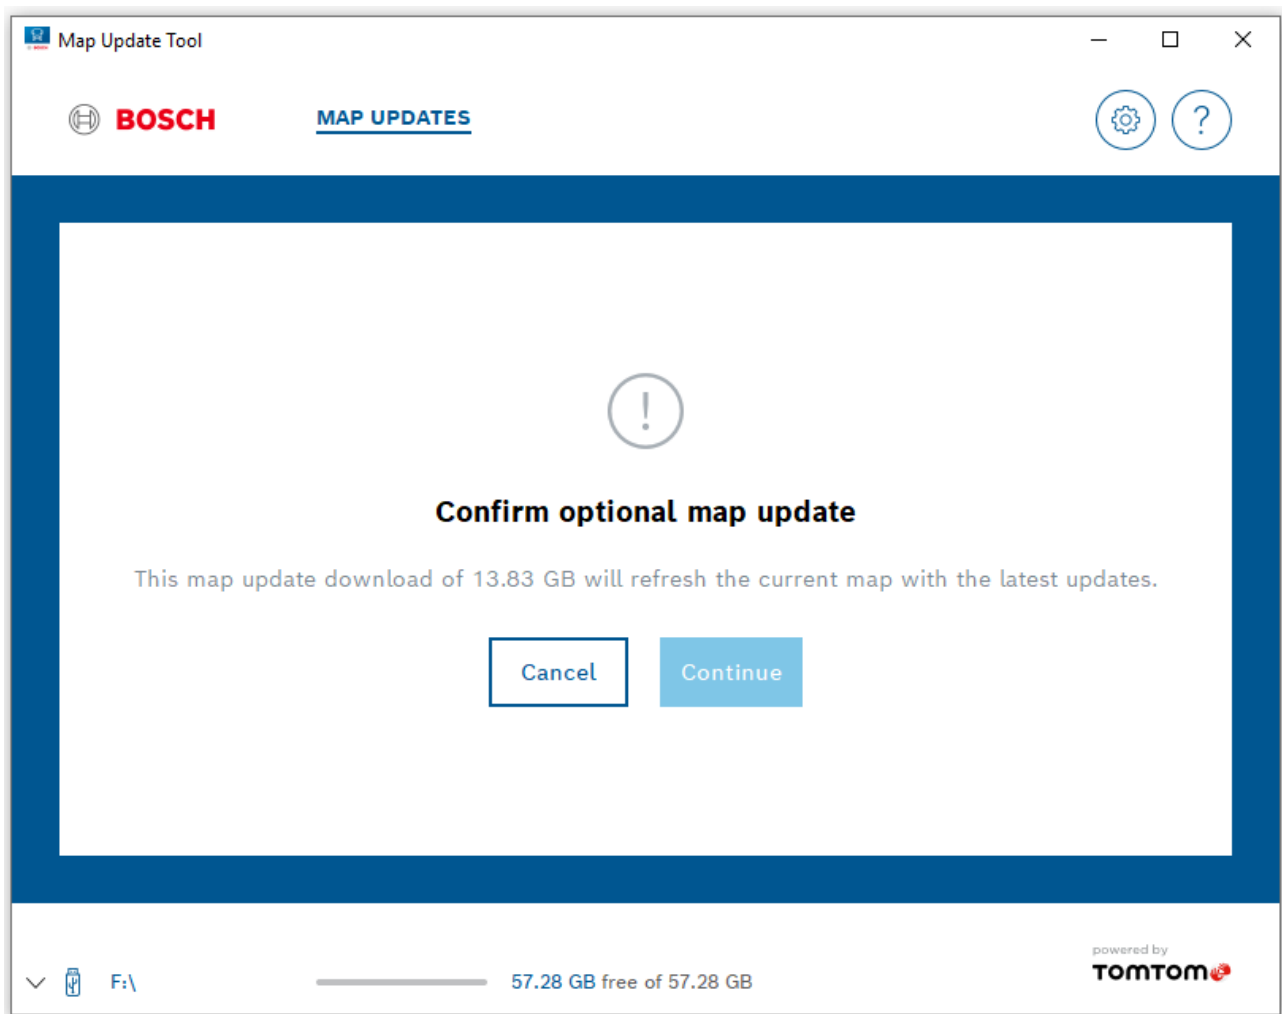 Map Update Tool
BOSCH
MAP UPDATES
?
!
Confirm optional map update
This map update download of 13.83 GB will refresh the current map with the latest updates.
Cancel
Continue
F:\
57.28 GB free of 57.28 GB
powered by
TOMTOM